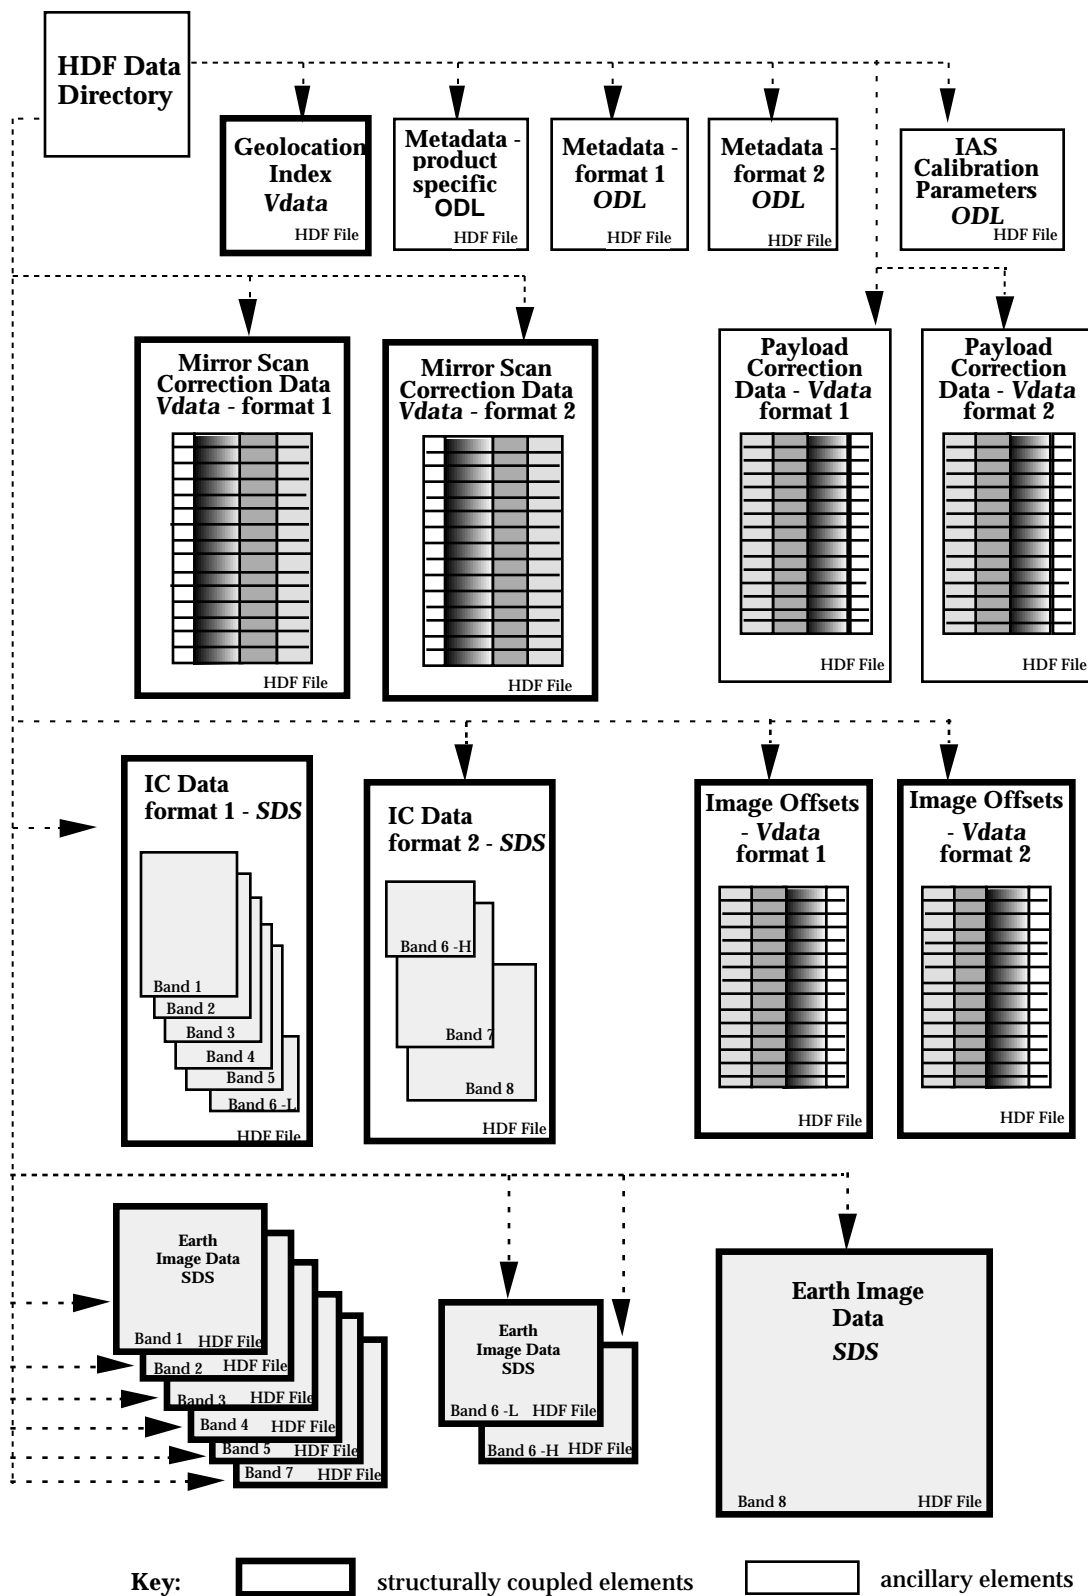 HDF Data
Directory
Geolocation
Index
Vdata
HDF File
Metadata -
product
specific
ODL
HDF File
Metadata -
format 1
ODL
HDF File
Metadata -
format 2
ODL
HDF File
IAS
Calibration
Parameters
ODL
HDF File
Mirror Scan
Correction Data
Vdata - format 1
HDF File
Mirror Scan
Correction Data
Vdata - format 2
HDF File
Payload
Correction
Data - Vdata
format 1
HDF File
Payload
Correction
Data - Vdata
format 2
HDF File
IC Data
format 1 - SDS
Band 1
Band 2
Band 3
Band 4
Band 5
Band 6 -L
HDF File
IC Data
format 2 - SDS
Band 6 -H
Band 7
Band 8
HDF File
Image Offsets
- Vdata
format 1
HDF File
Image Offsets
- Vdata
format 2
HDF File
Earth
Image Data
SDS
Band 1 HDF File
Band 2 HDF File
Band 3 HDF File
Band 4 HDF File
Band 5 HDF File
Band 7 HDF File
Earth
Image Data
SDS
Band 6 -L HDF File
Band 6 -H HDF File
Earth Image
Data
SDS
Band 8 HDF File
Key: structurally coupled elements ancillary elements